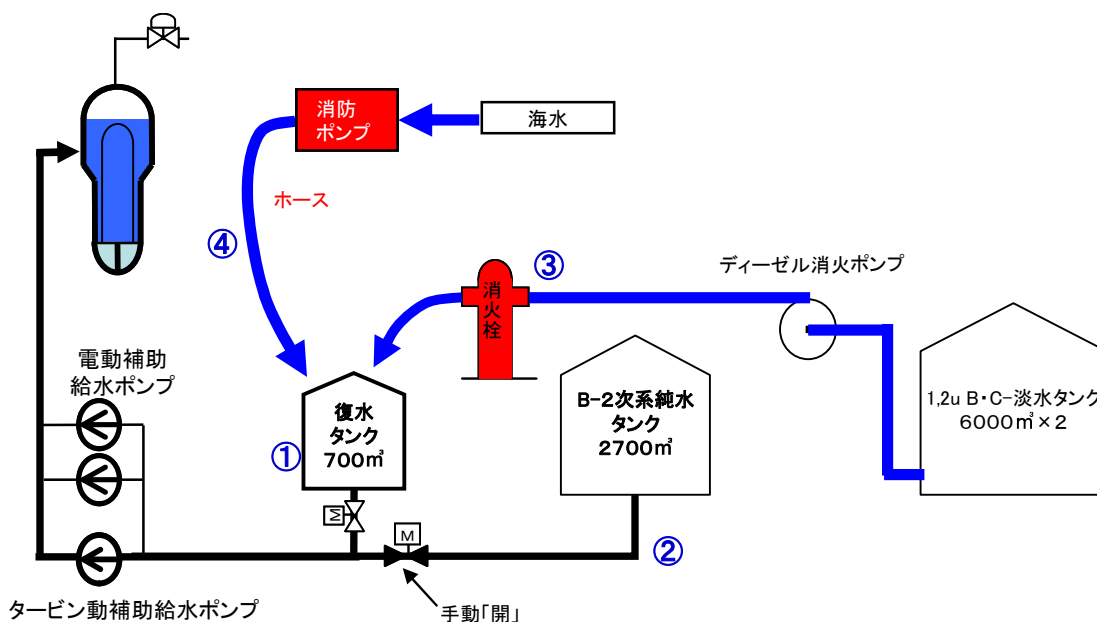 消防
ポンプ
海水
ホース
④
③
ディーゼル消火ポンプ
消火栓
電動補助
給水ポンプ
復水
タンク
700㎥
①
B-2次系純水
タンク
2700㎥
1,2u B・C-淡水タンク
6000㎥×2
M
M
②
タービン動補助給水ポンプ
手動「開」